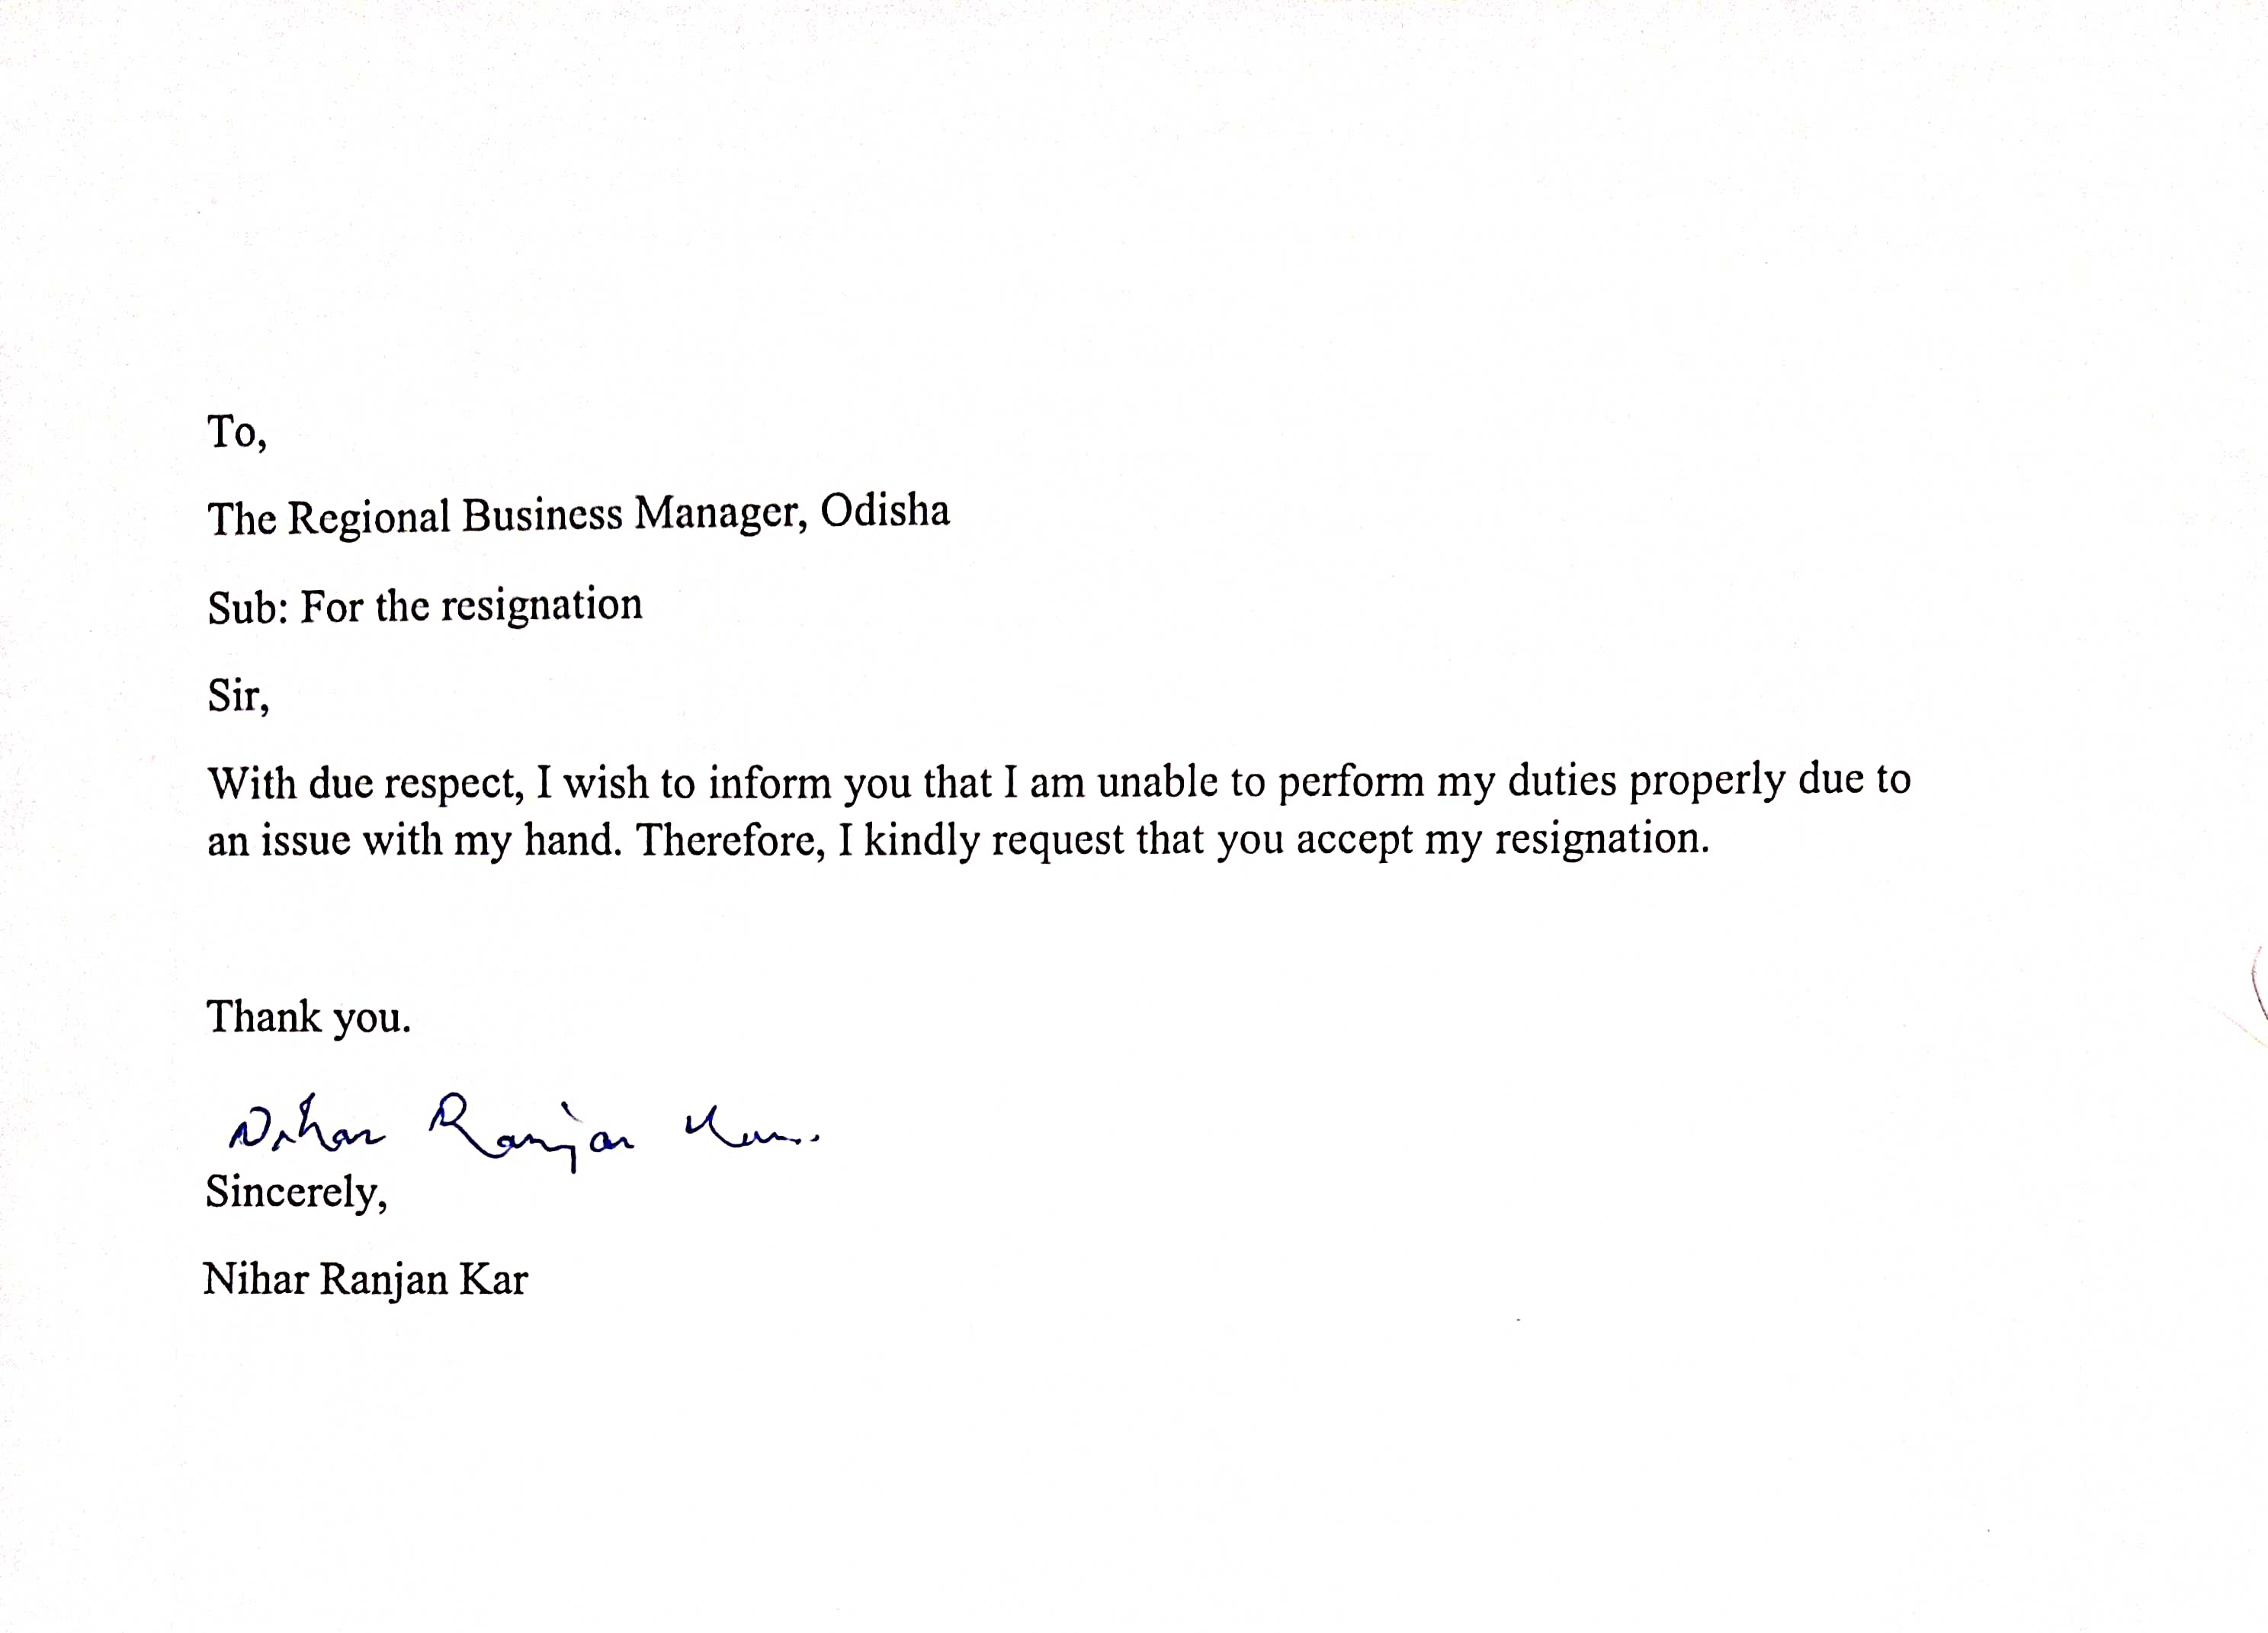 To,
The Regional Business Manager, Odisha
Sub: For the resignation
Sir,
With due respect, I wish to inform you that I am unable to perform my duties properly due to
an issue with my hand. Therefore, I kindly request that you accept my resignation.
Thank you.
Nihar Ranjan Kar
Sincerely,
Nihar Ranjan Kar